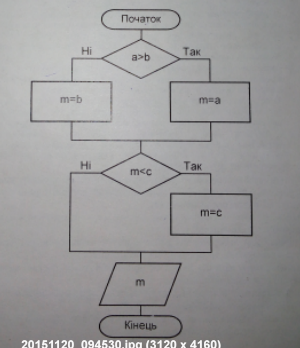 Початок
Ні
a>b
Так
m=b
m=a
Ні
m<c
Так
m=c
m
Кінець
20151120_094530.jpg (3120 x 4160)